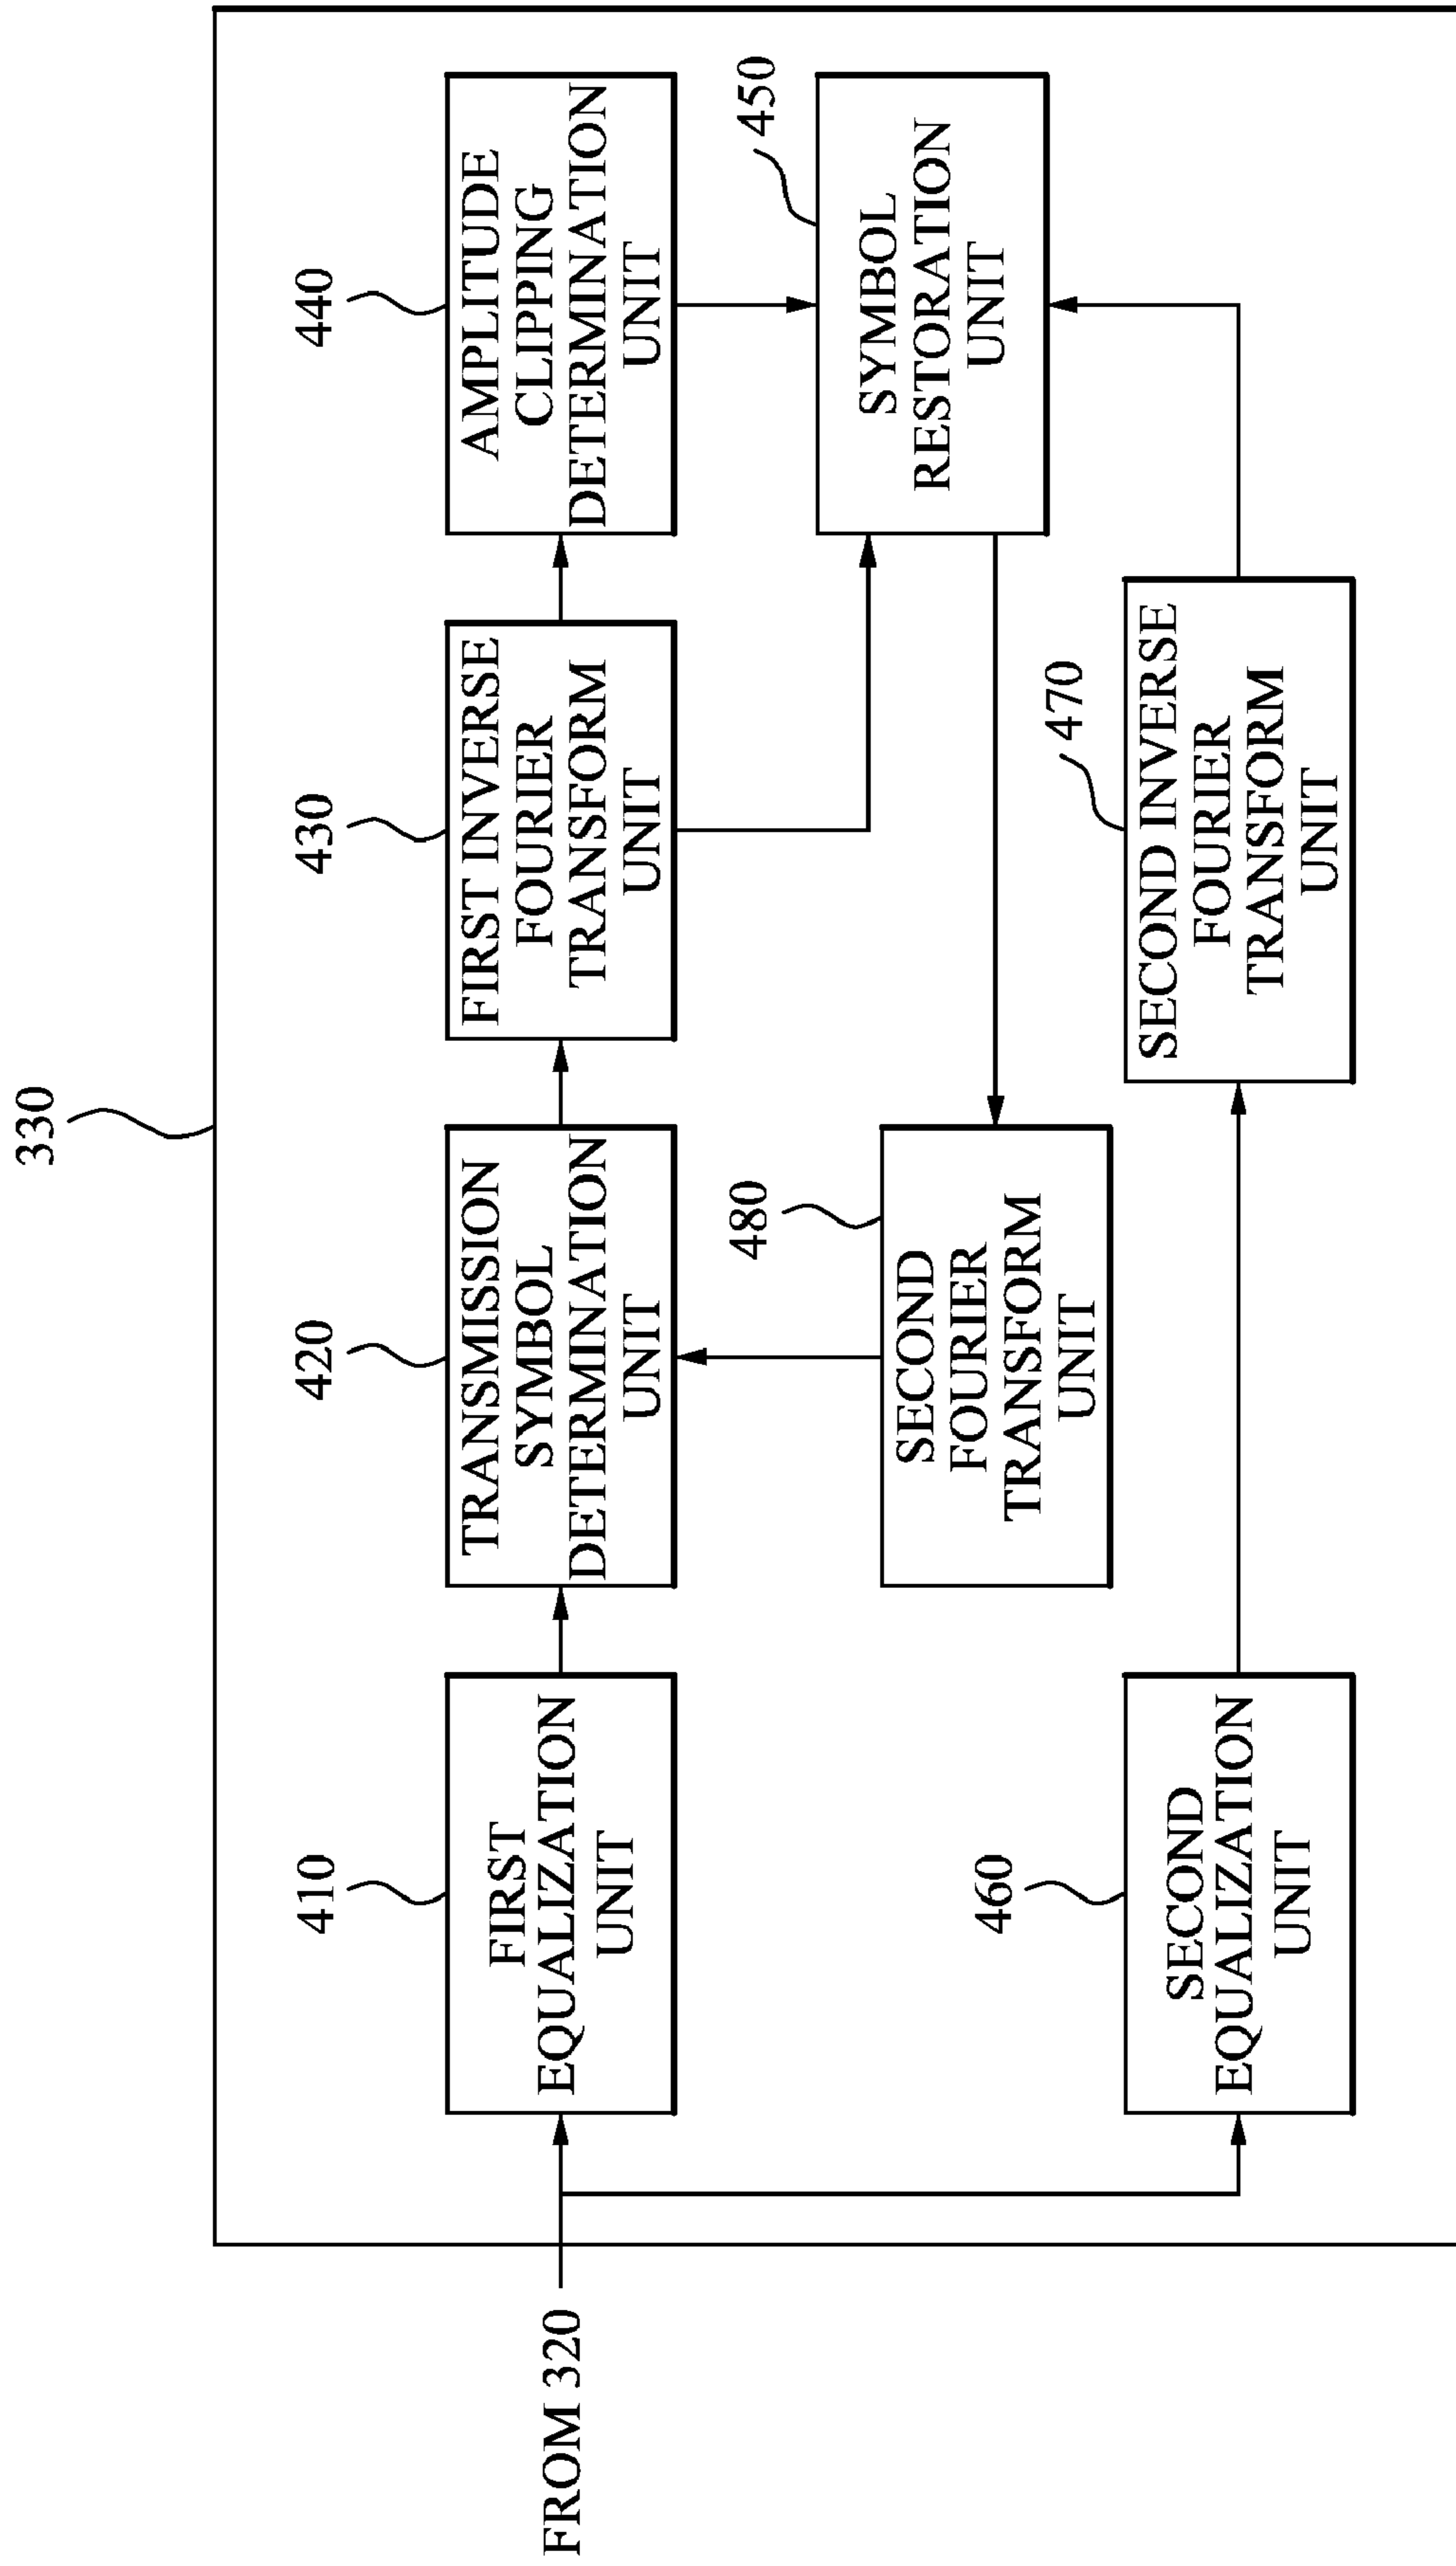 330
410
FIRST
EQUALIZATION
UNIT
420
TRANSMISSION
SYMBOL
DETERMINATION
UNIT
430
FIRST INVERSE
FOURIER
TRANSFORM
UNIT
440
AMPLITUDE
CLIPPING
DETERMINATION
UNIT
FROM 320
480
SECOND
FOURIER
TRANSFORM
UNIT
450
SYMBOL
RESTORATION
UNIT
460
SECOND
EQUALIZATION
UNIT
470
SECOND INVERSE
FOURIER
TRANSFORM
UNIT